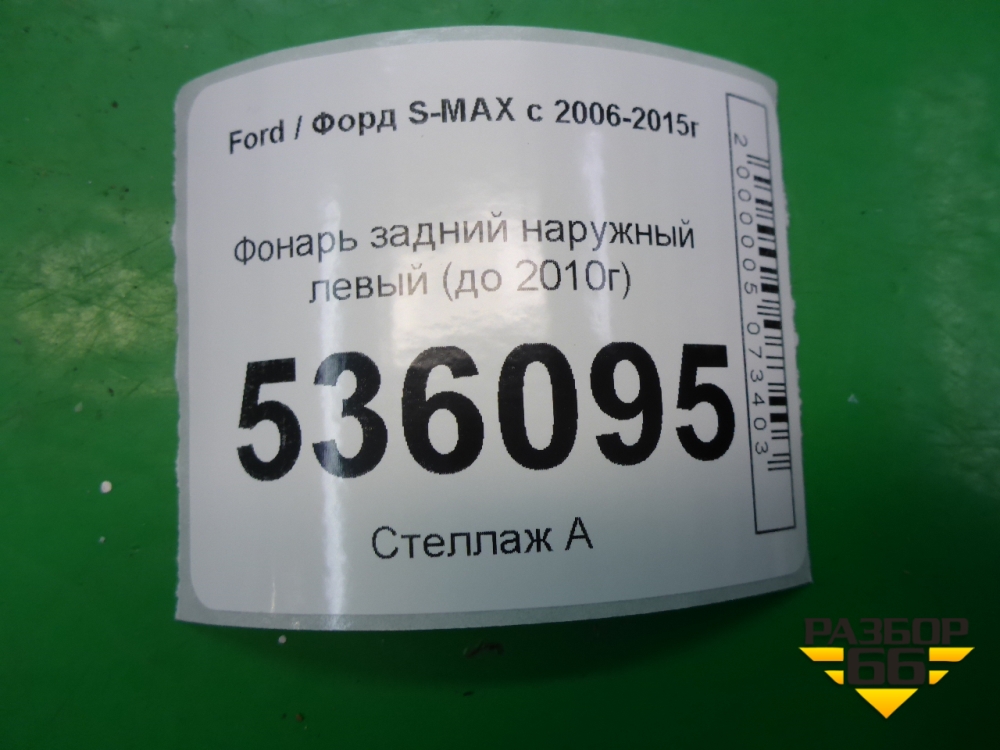 Ford / Форд S-MAX с 2006-2015г
Фонарь задний наружный
левый (до 2010г)
536095
Стеллаж А
2000005073403
РАЗБОР
66